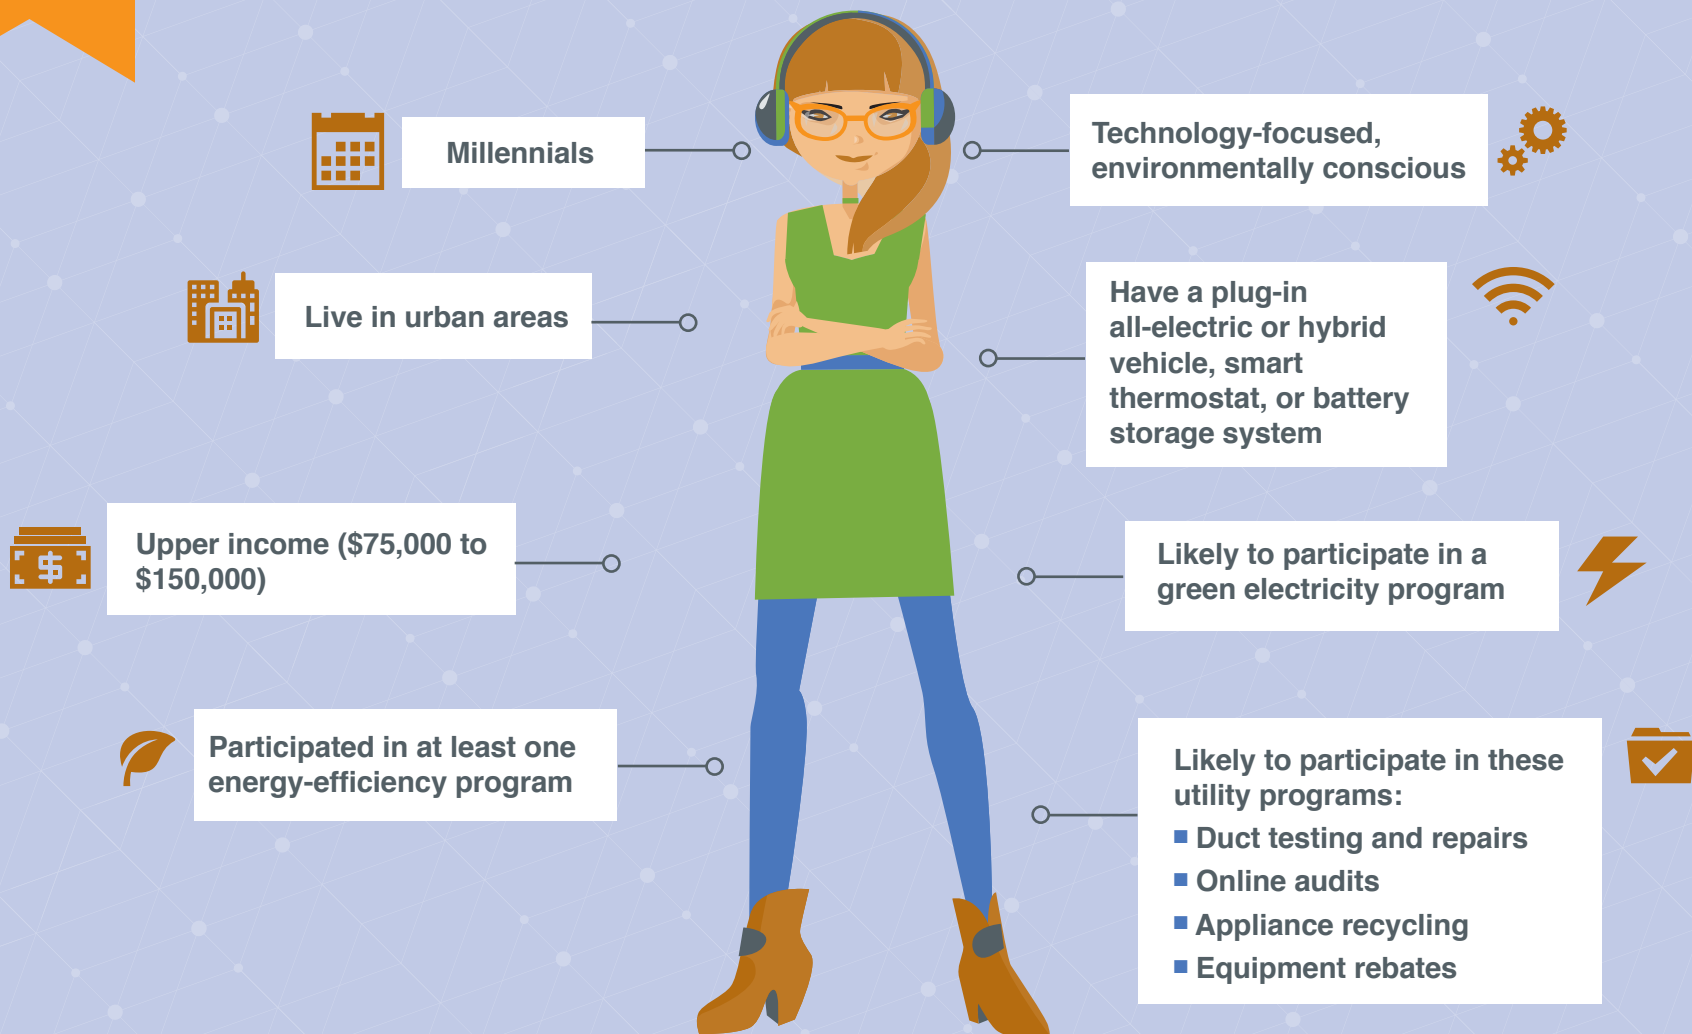 Millennials
Live in urban areas
Upper income ($75,000 to
$150,000)
Participated in at least one
energy-efficiency program
Technology-focused,
environmentally conscious
Have a plug-in
all-electric or hybrid
vehicle, smart
thermostat, or battery
storage system
Likely to participate in a
green electricity program
Likely to participate in these
utility programs:
Duct testing and repairs
Online audits
Appliance recycling
Equipment rebates